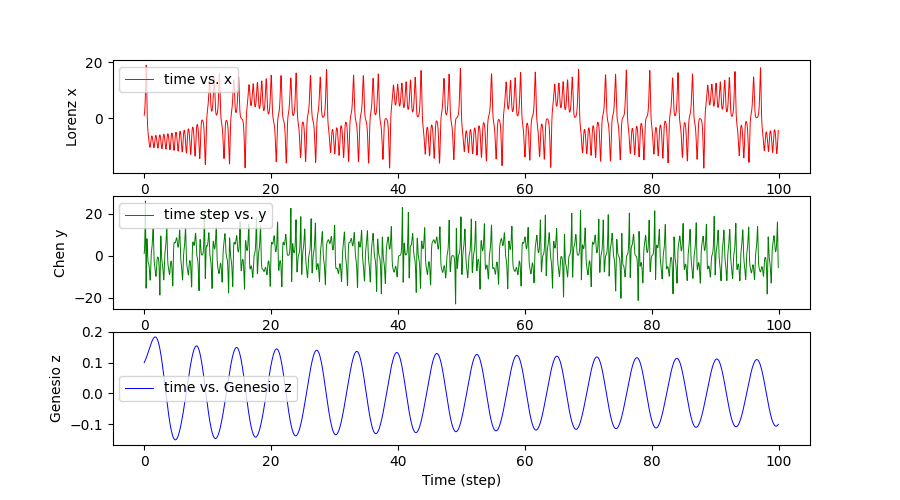 20
0
Lorenz x
time vs. x
0 20 40 60 80 100
20
0
−20
Chen y
time step vs. y
0 20 40 60 80 100
0.2
0.1
0.0
−0.1
Genesio z
time vs. Genesio z
0 20 40 60 80 100
Time (step)